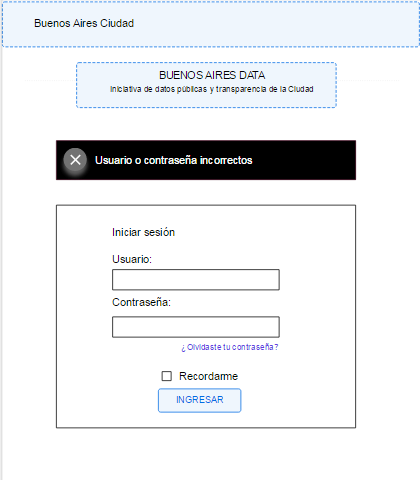 Buenos Aires Ciudad
BUENOS AIRES DATA
Iniciativa de datos públicas y transparencia de la Ciudad
Usuario o contraseña incorrectos
Iniciar sesión
Usuario:
Contraseña:
¿ Olvidaste tu contraseña?
Recordarme
INGRESAR